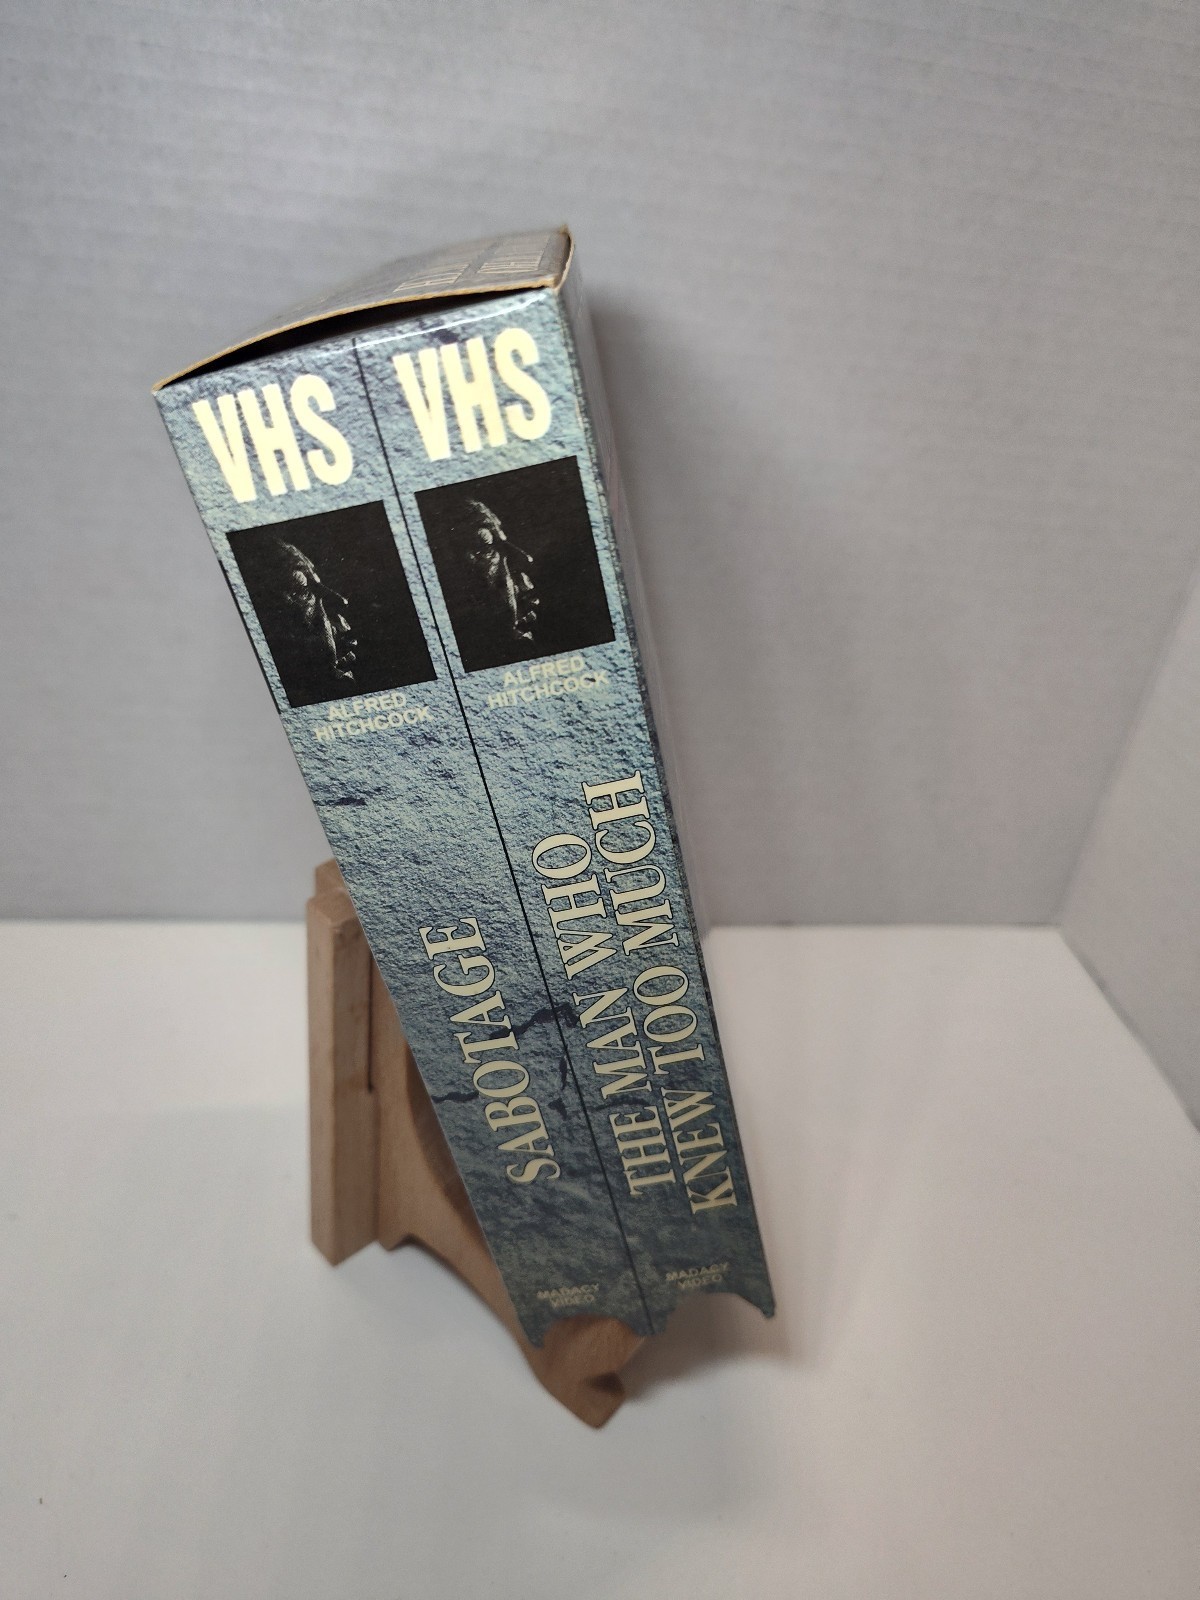 VHS
ALFRED
HITCHCOCK
SABOTAGE
MADACY
VIDEO
VHS
ALFRED
HITCHCOCK
THE MAN WHO
KNEW TOO MUCH
MADACY
VIDEO